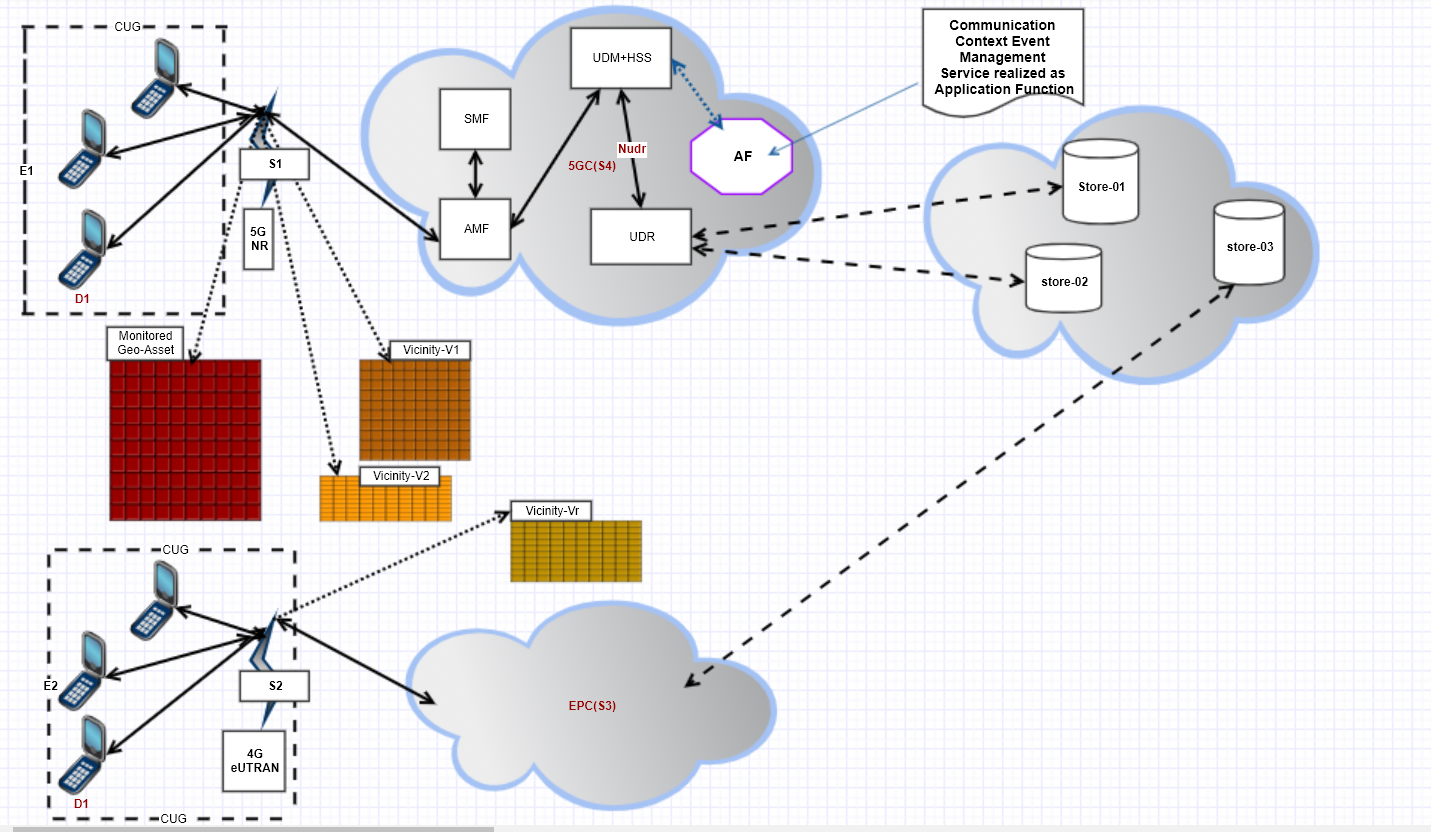 CUG
E1
D1
S1
5G
NR
SMF
AMF
UDM+HSS
5GC(S4)
Nudr
UDR
AF
Communication
Context Event
Management
Service realized as
Application Function
Store-01
store-02
store-03
Monitored
Geo-Asset
Vicinity-V1
Vicinity-V2
Vicinity-Vr
CUG
E2
D1
S2
4G
eUTRAN
CUG
EPC(S3)